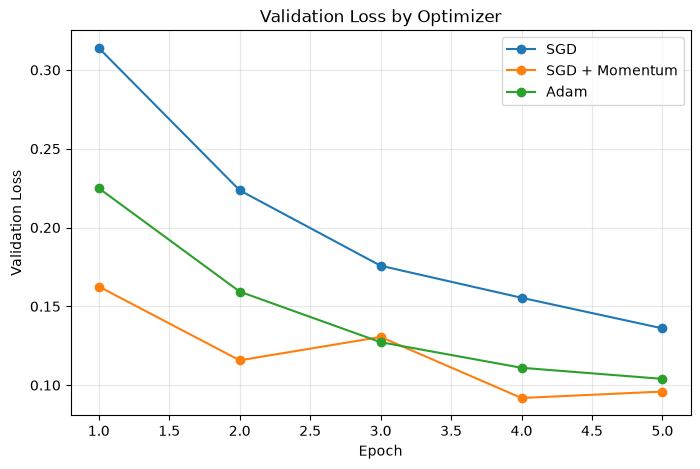 Validation Loss by Optimizer
SGD
SGD + Momentum
Adam
Validation Loss
0.30
0.25
0.20
0.15
0.10
1.0 1.5 2.0 2.5 3.0 3.5 4.0 4.5 5.0
Epoch